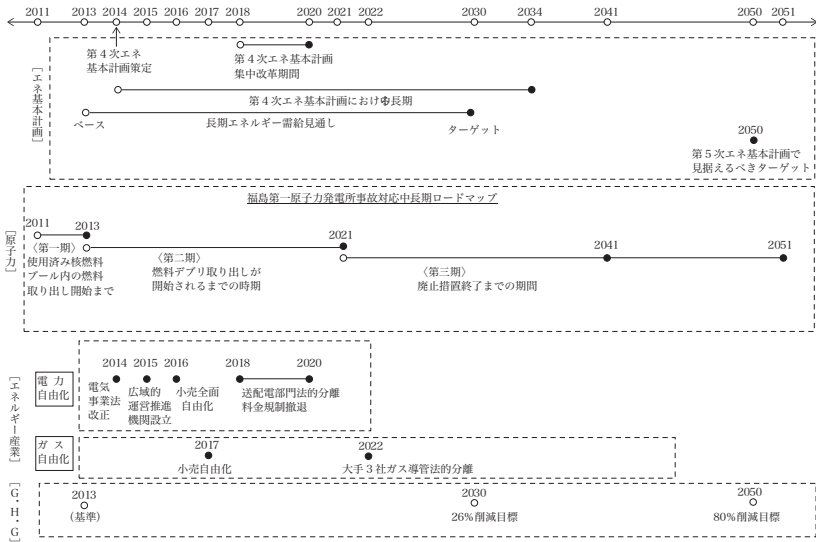 2011 2013 2014 2015 2016 2017 2018 2020 2021 2022 2030 2034 2041 2050 2051
[エネ基本計画]
第４次エネ
基本計画策定
第４次エネ基本計画
集中改革期間
第４次エネ基本計画における中長期
ベース
長期エネルギー需給見通し
ターゲット
2050
第５次エネ基本計画で
見据えるべきターゲット
[原子力]
福島第一原子力発電所事故対応中長期ロードマップ
2011 2013 2021 2041 2051
〈第一期〉
使用済み核燃料
プール内の燃料
取り出し開始まで
〈第二期〉
燃料デブリ取り出しが
開始されるまでの時期
〈第三期〉
廃止措置終了までの期間
[エネルギー産業]
電 力
自由化
2014 2015 2016 2018 2020
電気
事業法
改正
広域的
運営推進
機関設立
小売全面
自由化
送配電部門法的分離
料金規制撤退
ガ ス
自由化
2017 2022
小売自由化
大手３社ガス導管法的分離
[G・H・G]
2013 2030 2050
(基準) 26%削減目標 80%削減目標